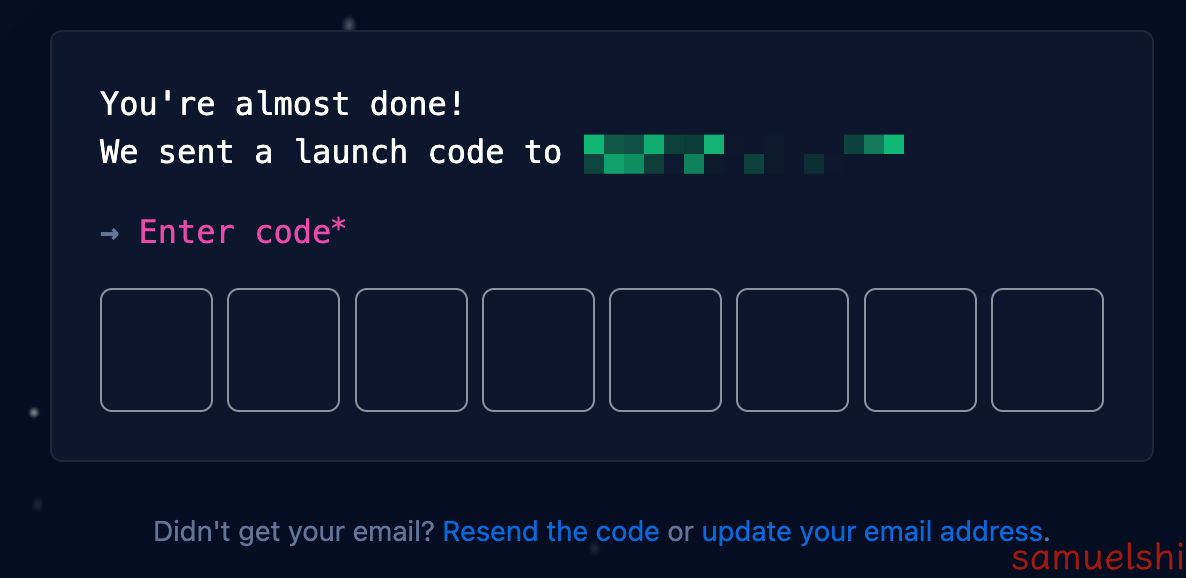 You're almost done!
We sent a launch code to
→ Enter code*
Didn't get your email? Resend the code or update your email address.
samuelshi